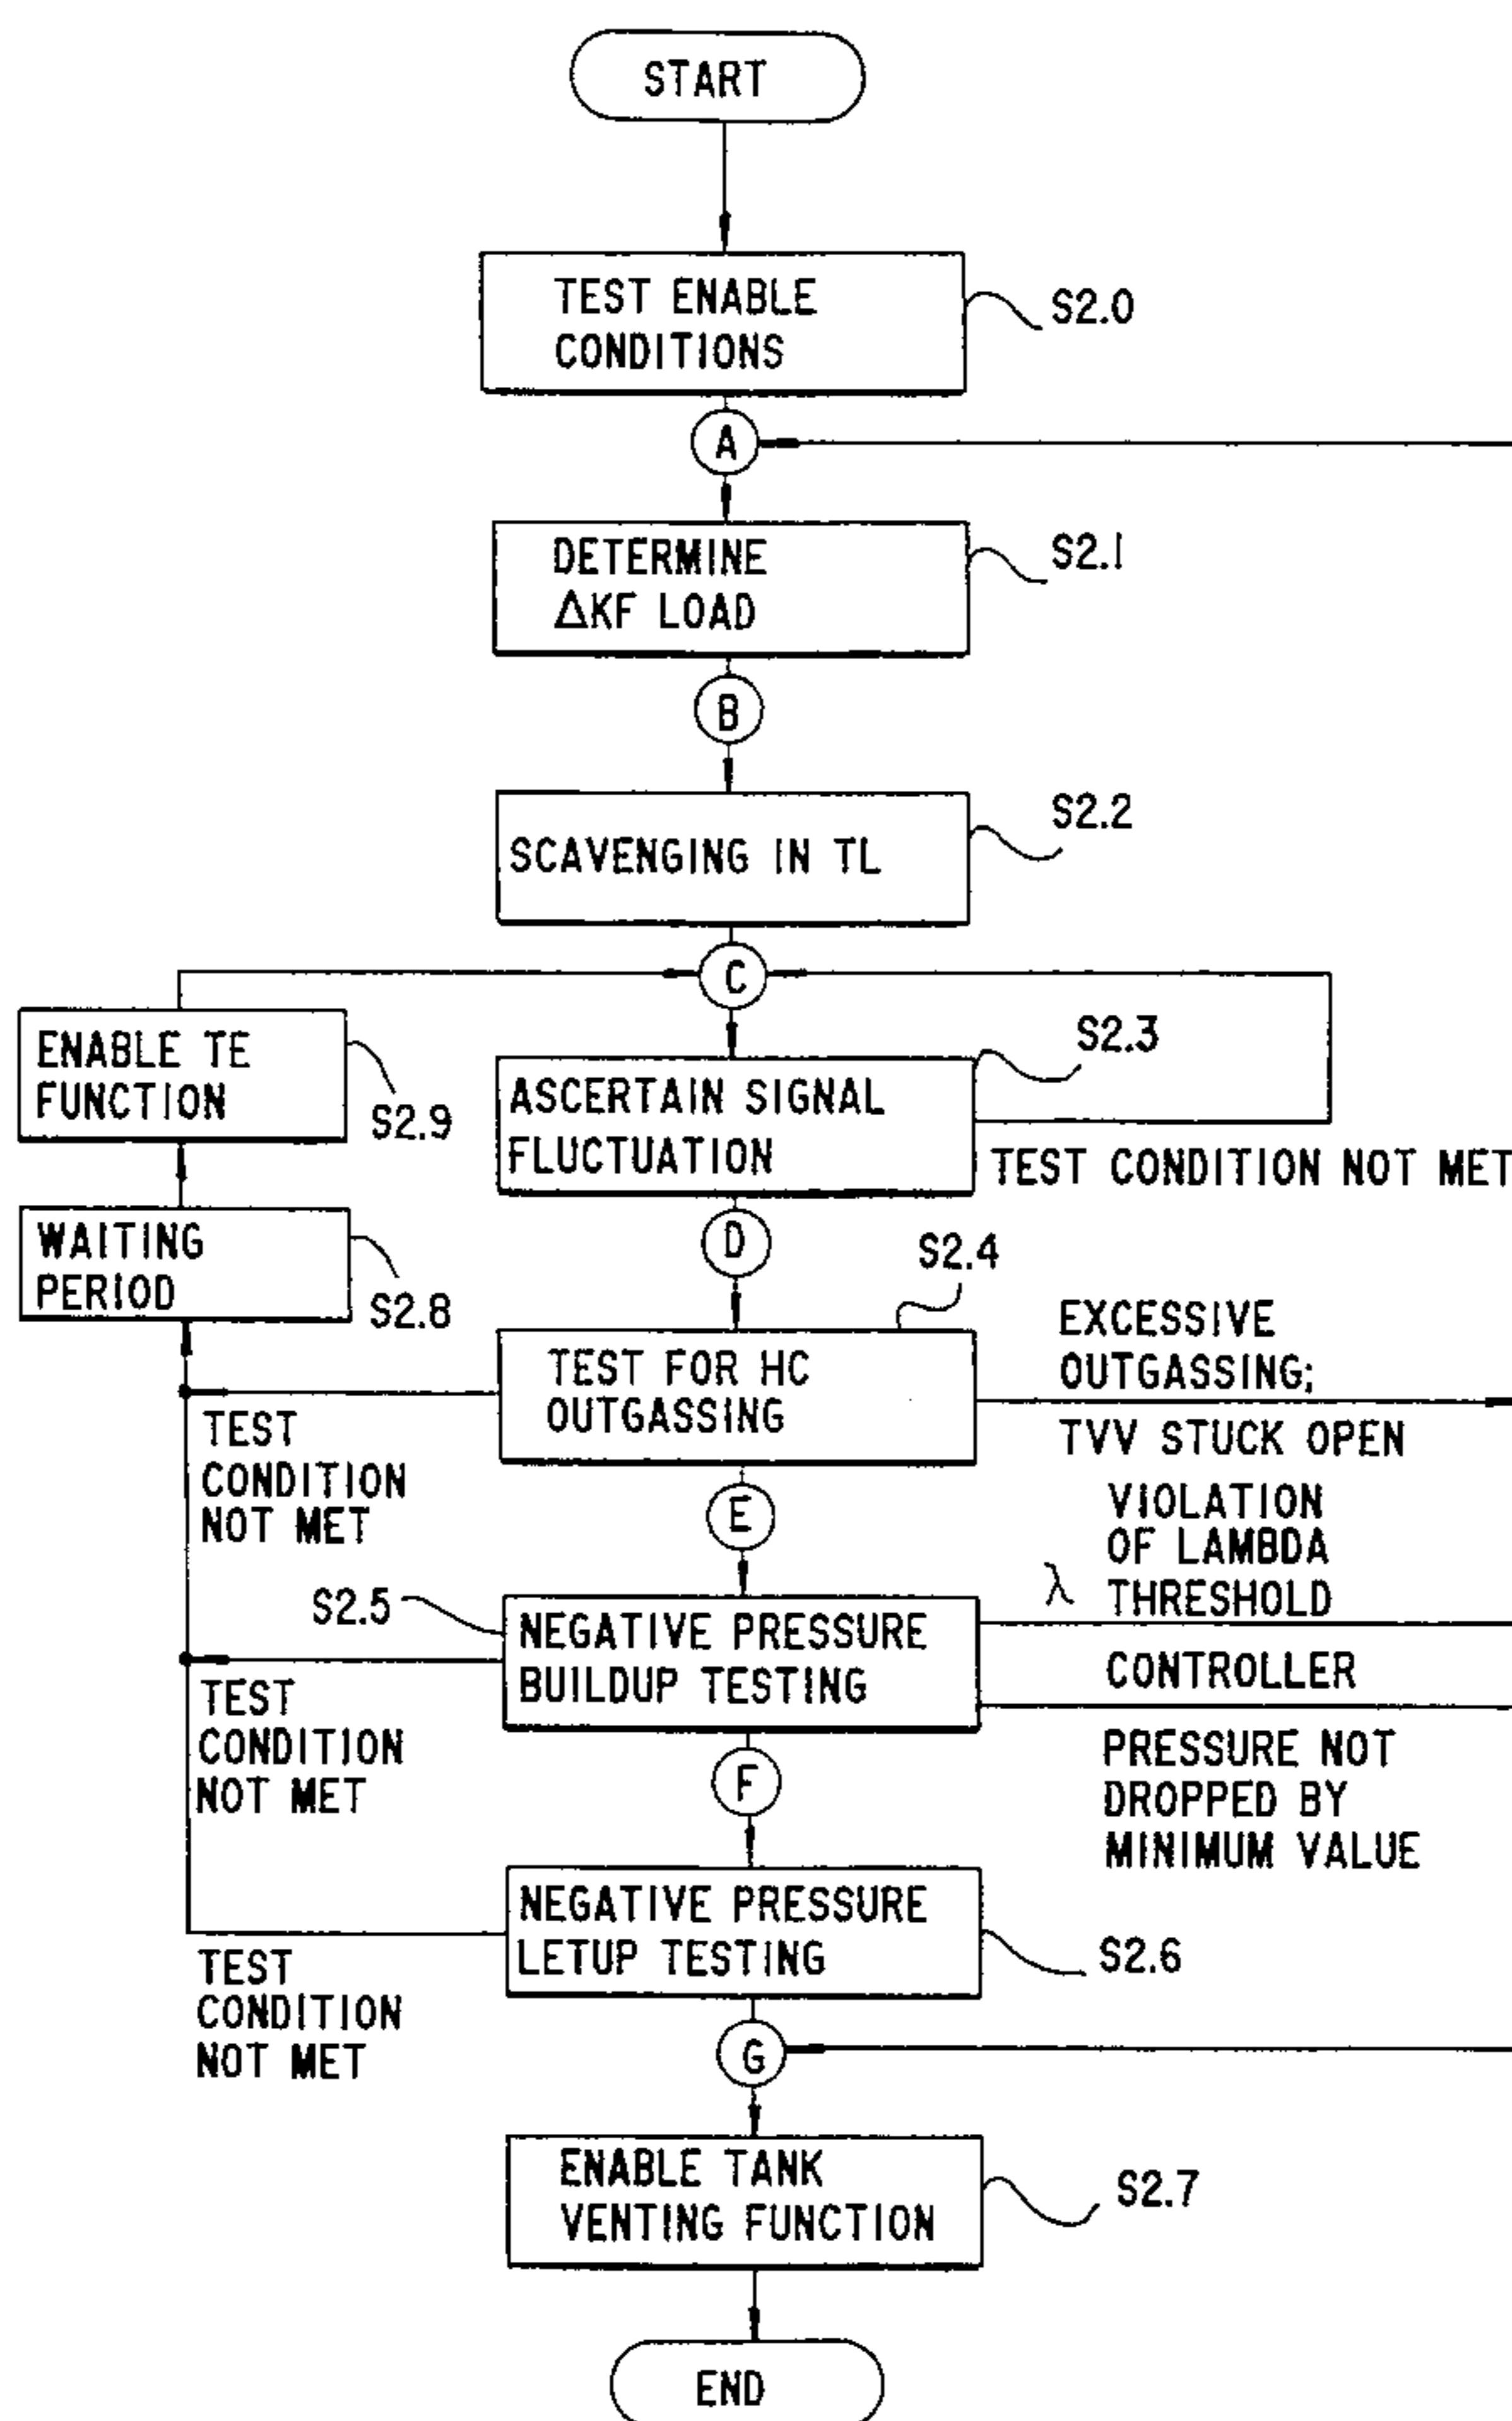 START
TEST ENABLE
CONDITIONS
S2.0
A
DETERMINE
ΔKF LOAD
S2.1
B
SCAVENGING IN TL
S2.2
C
ENABLE TE
FUNCTION
S2.9
ASCERTAIN SIGNAL
FLUCTUATION
S2.3
TEST CONDITION NOT MET
WAITING
PERIOD
S2.8
D
S2.4
TEST FOR HC
OUTGASSING
EXCESSIVE
OUTGASSING;
TVV STUCK OPEN
TEST
CONDITION
NOT MET
E
VIOLATION
OF LAMBDA
λ THRESHOLD
S2.5
NEGATIVE PRESSURE
BUILDUP TESTING
CONTROLLER
TEST
CONDITION
NOT MET
PRESSURE NOT
DROPPED BY
MINIMUM VALUE
F
NEGATIVE PRESSURE
LETUP TESTING
S2.6
TEST
CONDITION
NOT MET
G
ENABLE TANK
VENTING FUNCTION
S2.7
END